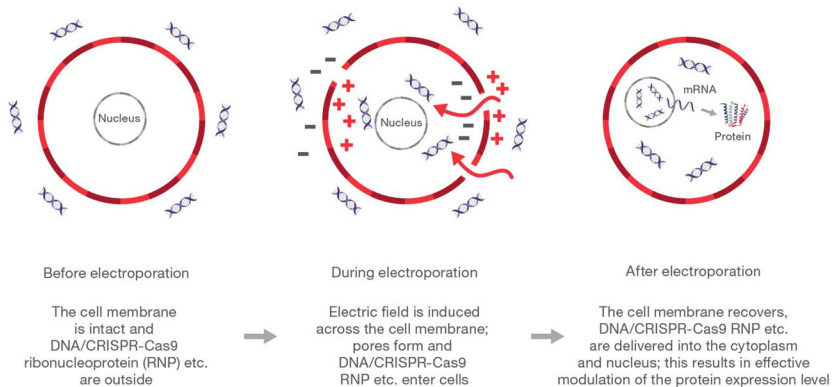 Nucleus
Nucleus
mRNA
Protein
Before electroporation
The cell membrane
is intact and
DNA/CRISPR-Cas9
ribonucleoprotein (RNP) etc.
are outside
During electroporation
Electric field is induced
across the cell membrane;
pores form and
DNA/CRISPR-Cas9
RNP etc. enter cells
After electroporation
The cell membrane recovers,
DNA/CRISPR-Cas9 RNP etc.
are delivered into the cytoplasm
and nucleus; this results in effective
modulation of the protein expression level